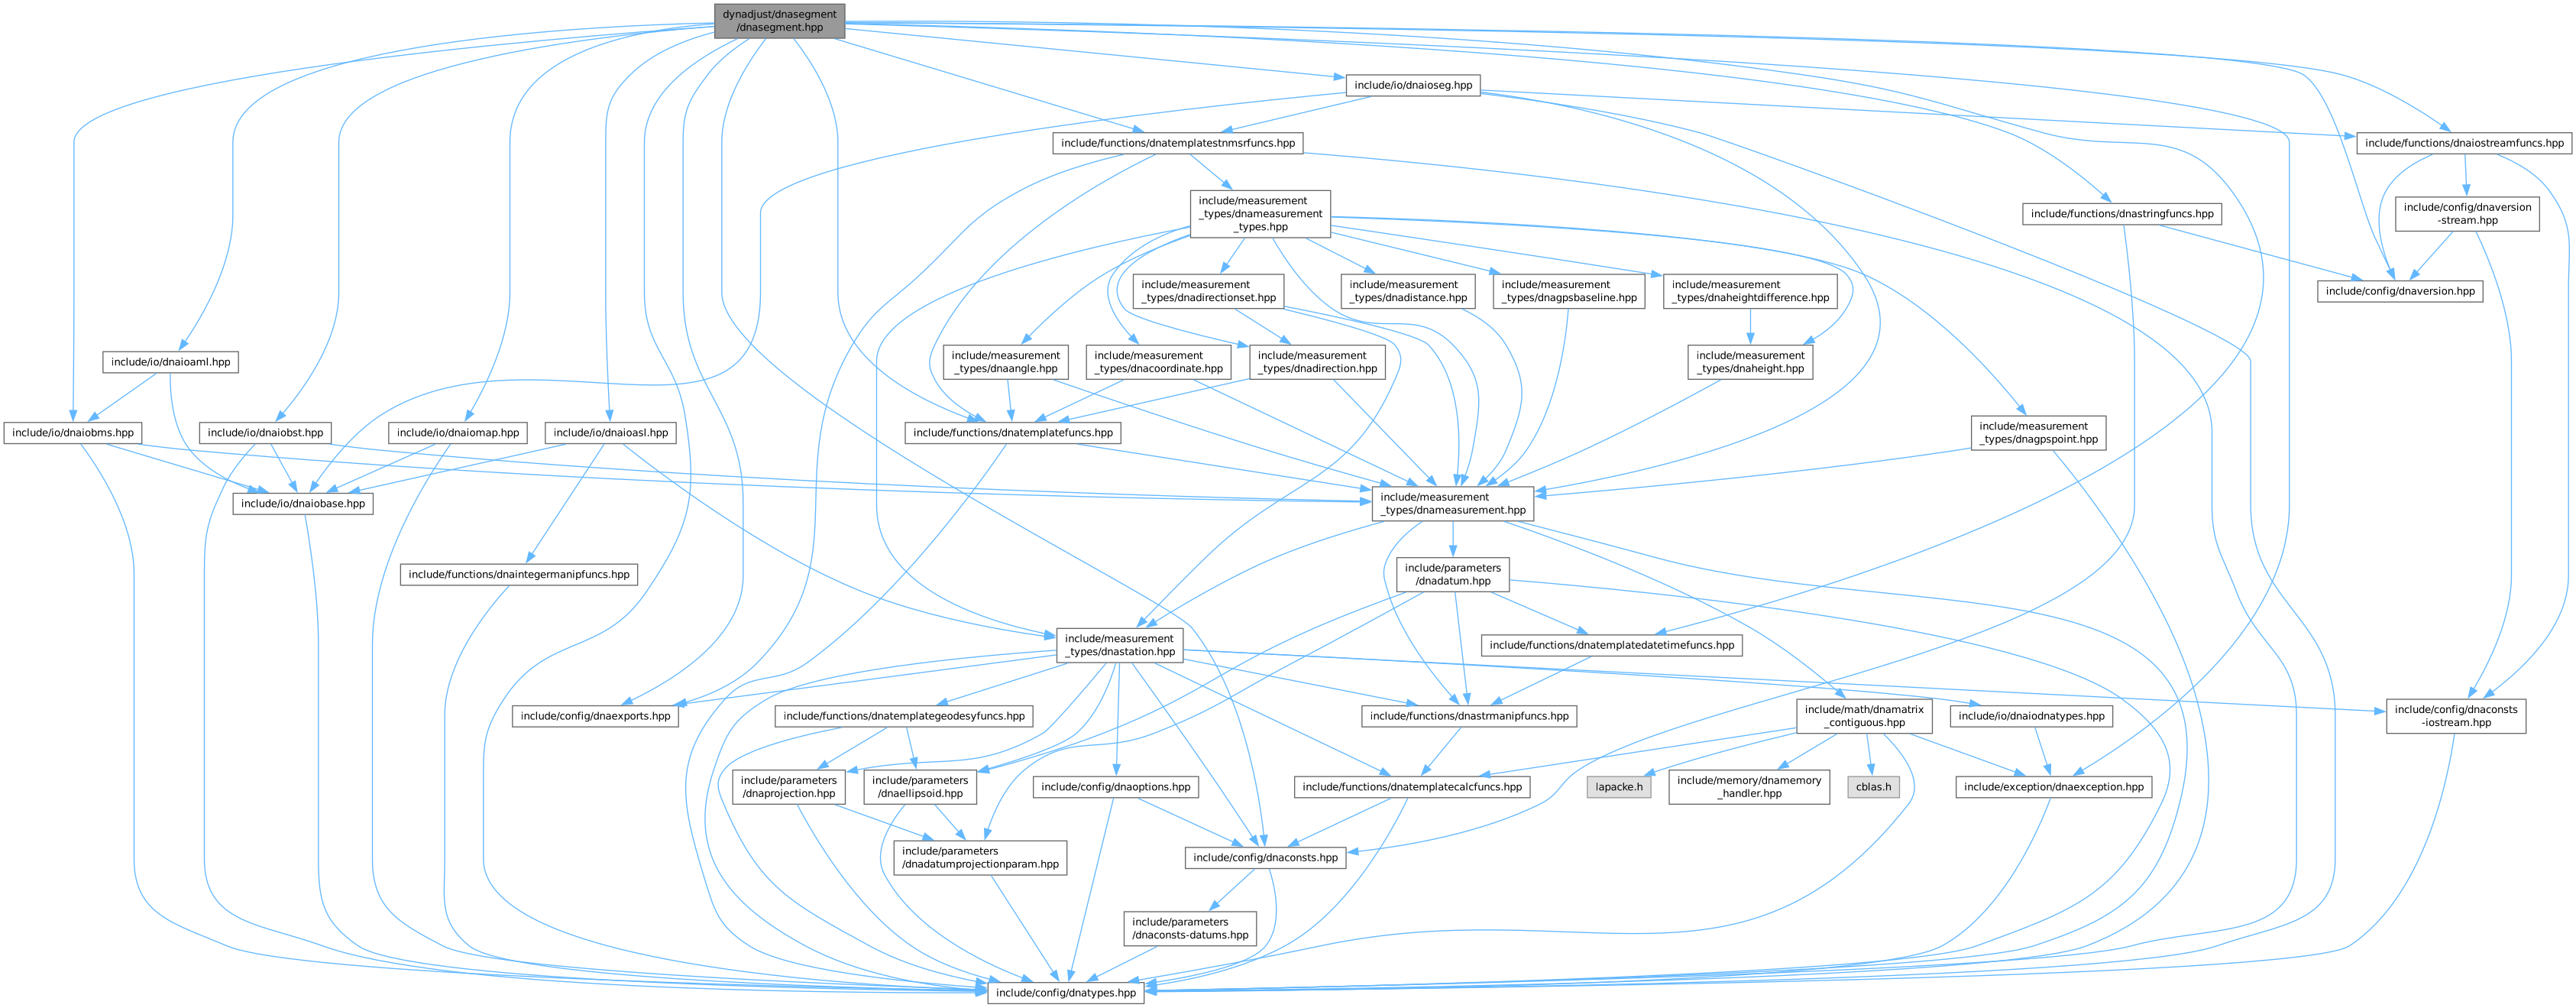 dynadjust/dnasegment
/dnasegment.hpp
include/io/dnaioseg.hpp
include/functions/dnatemplatestnmsrfuncs.hpp
include/functions/dnaiostreamfuncs.hpp
include/measurement
_types/dnameasurement
_types.hpp
include/functions/dnastringfuncs.hpp
include/config/dnaversion
-stream.hpp
include/measurement
_types/dnadirectionset.hpp
include/measurement
_types/dnadistance.hpp
include/measurement
_types/dnagpsbaseline.hpp
include/measurement
_types/dnaheightdifference.hpp
include/config/dnaversion.hpp
include/io/dnaioaml.hpp
include/measurement
_types/dnaangle.hpp
include/measurement
_types/dnacoordinate.hpp
include/measurement
_types/dnadirection.hpp
include/measurement
_types/dnaheight.hpp
include/io/dnaiobms.hpp
include/io/dnaiobst.hpp
include/io/dnaiomap.hpp
include/io/dnaioasl.hpp
include/functions/dnatemplatefuncs.hpp
include/measurement
_types/dnagpspoint.hpp
include/io/dnaiobase.hpp
include/measurement
_types/dnameasurement.hpp
include/functions/dnaintegermanipfuncs.hpp
include/parameters
/dnadatum.hpp
include/measurement
_types/dnastation.hpp
include/functions/dnatemplatedatetimefuncs.hpp
include/config/dnaexports.hpp
include/functions/dnatemplategeodesyfuncs.hpp
include/functions/dnastrmanipfuncs.hpp
include/math/dnamatrix
_contiguous.hpp
include/io/dnaiodnatypes.hpp
include/config/dnaconsts
-iostream.hpp
include/parameters
/dnaprojection.hpp
include/parameters
/dnaellipsoid.hpp
include/config/dnaoptions.hpp
include/functions/dnatemplatecalcfuncs.hpp
lapacke.h
include/memory/dnamemory
_handler.hpp
cblas.h
include/exception/dnaexception.hpp
include/parameters
/dnadatumprojectionparam.hpp
include/config/dnaconsts.hpp
include/parameters
/dnaconsts-datums.hpp
include/config/dnatypes.hpp